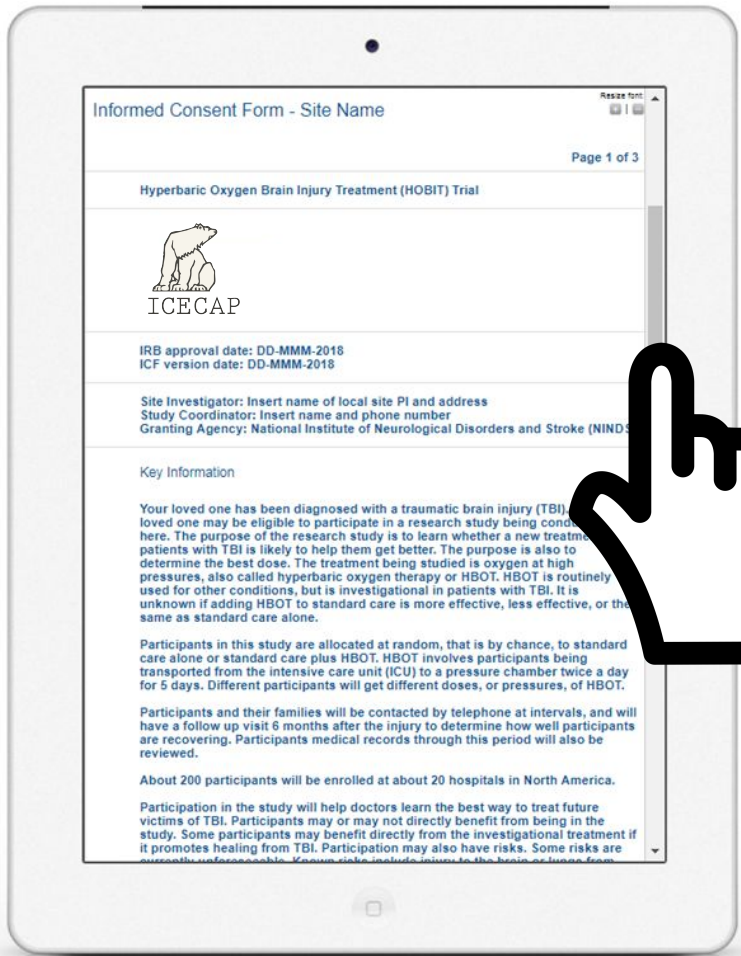 Resize font:
Informed Consent Form - Site Name
Page 1 of 3
Hyperbaric Oxygen Brain Injury Treatment (HOBIT) Trial
ICECAP
IRB approval date: DD-MMM-2018
ICF version date: DD-MMM-2018
Site Investigator: Insert name of local site PI and address
Study Coordinator: Insert name and phone number
Granting Agency: National Institute of Neurological Disorders and Stroke (NINDS
Key Information
Your loved one has been diagnosed with a traumatic brain injury (TBI).
loved one may be eligible to participate in a research study being
here. The purpose of the research study is to learn whether a new
patients with TBI is likely to help them get better. The purpose is also to
determine the best dose. The treatment being studied is oxygen at high
pressures, also called hyperbaric oxygen therapy or HBOT. HBOT is routinely
used for other conditions, but is investigational in patients with TBI. It is
unknown if adding HBOT to standard care is more effective, less effective, or the
same as standard care alone.
Participants in this study are allocated at random, that is by chance, to standard
care alone or standard care plus HBOT. HBOT involves participants being
transported from the intensive care unit (ICU) to a pressure chamber twice a day
for 5 days. Different participants will get different doses, or pressures, of HBOT.
Participants and their families will be contacted by telephone at intervals, and will
have a follow up visit 6 months after the injury to determine how well participants
are recovering. Participants medical records through this period will also be
reviewed.
About 200 participants will be enrolled at about 20 hospitals in North America.
Participation in the study will help doctors learn the best way to treat future
victims of TBI. Participants may or may not directly benefit from being in the
study. Some participants may benefit directly from the investigational treatment if
it promotes healing from TBI. Participation may also have risks. Some risks are
currently unforeseeable. Known risks include injury to the brain or lungs from